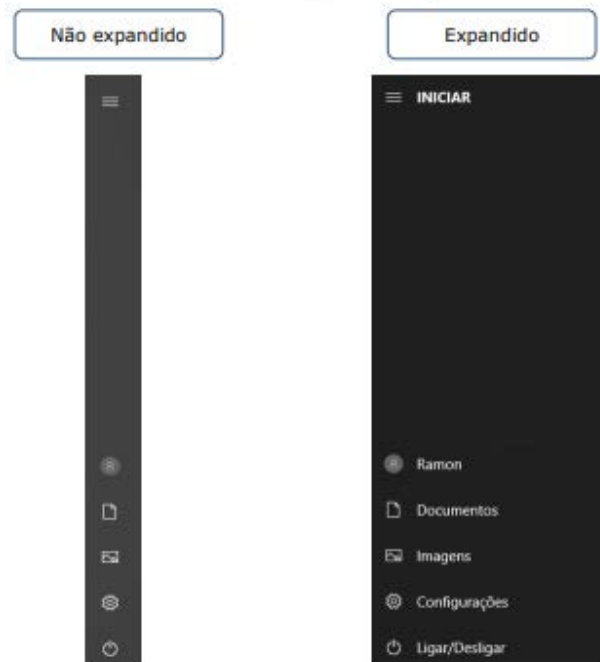 Não expandido
Expandido
INICIAR
R
R Ramon
Documentos
Imagens
Configurações
Ligar/Desligar